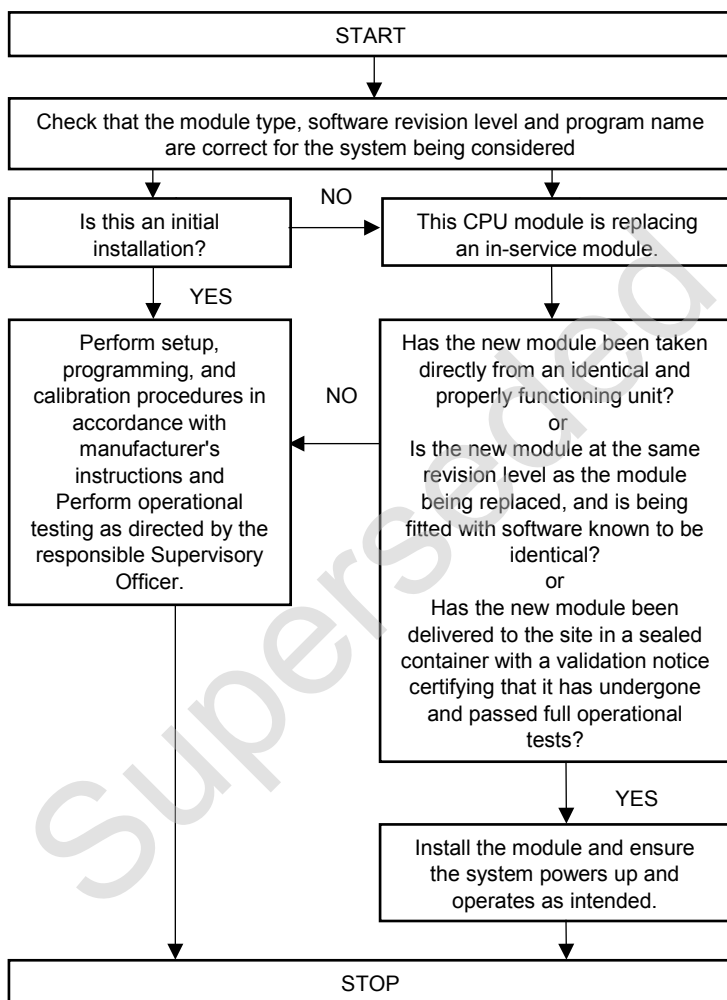 START
Check that the module type, software revision level and program name
are correct for the system being considered
Is this an initial
installation?
NO
This CPU module is replacing
an in-service module.
YES
Perform setup,
programming, and
calibration procedures in
accordance with
manufacturer's
instructions and
Perform operational
testing as directed by the
responsible Supervisory
Officer.
NO
Has the new module been taken
directly from an identical and
properly functioning unit?
or
Is the new module at the same
revision level as the module
being replaced, and is being
fitted with software known to be
identical?
or
Has the new module been
delivered to the site in a sealed
container with a validation notice
certifying that it has undergone
and passed full operational
tests?
YES
Install the module and ensure
the system powers up and
operates as intended.
STOP
Superseded